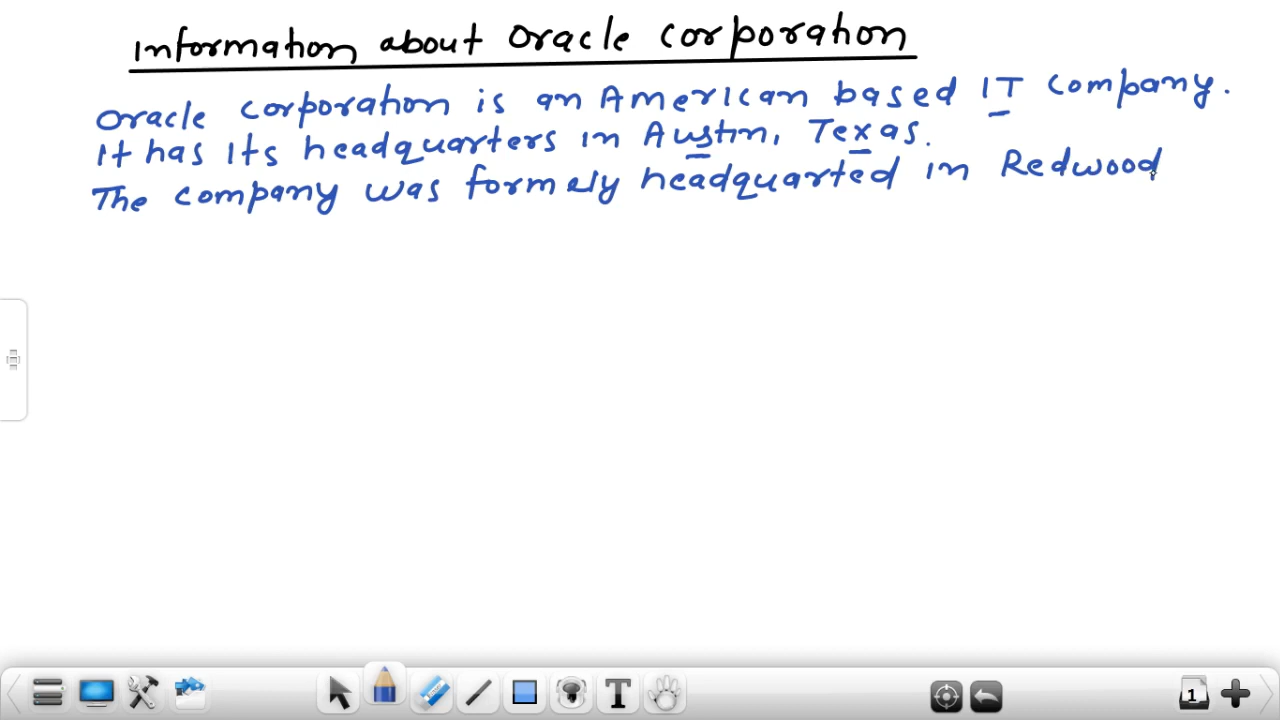 Information about Oracle corporation
Oracle corporation is an American based IT company.
It has its headquarters in Austin, Texas.
The company was formely headquarted in Redwood
1